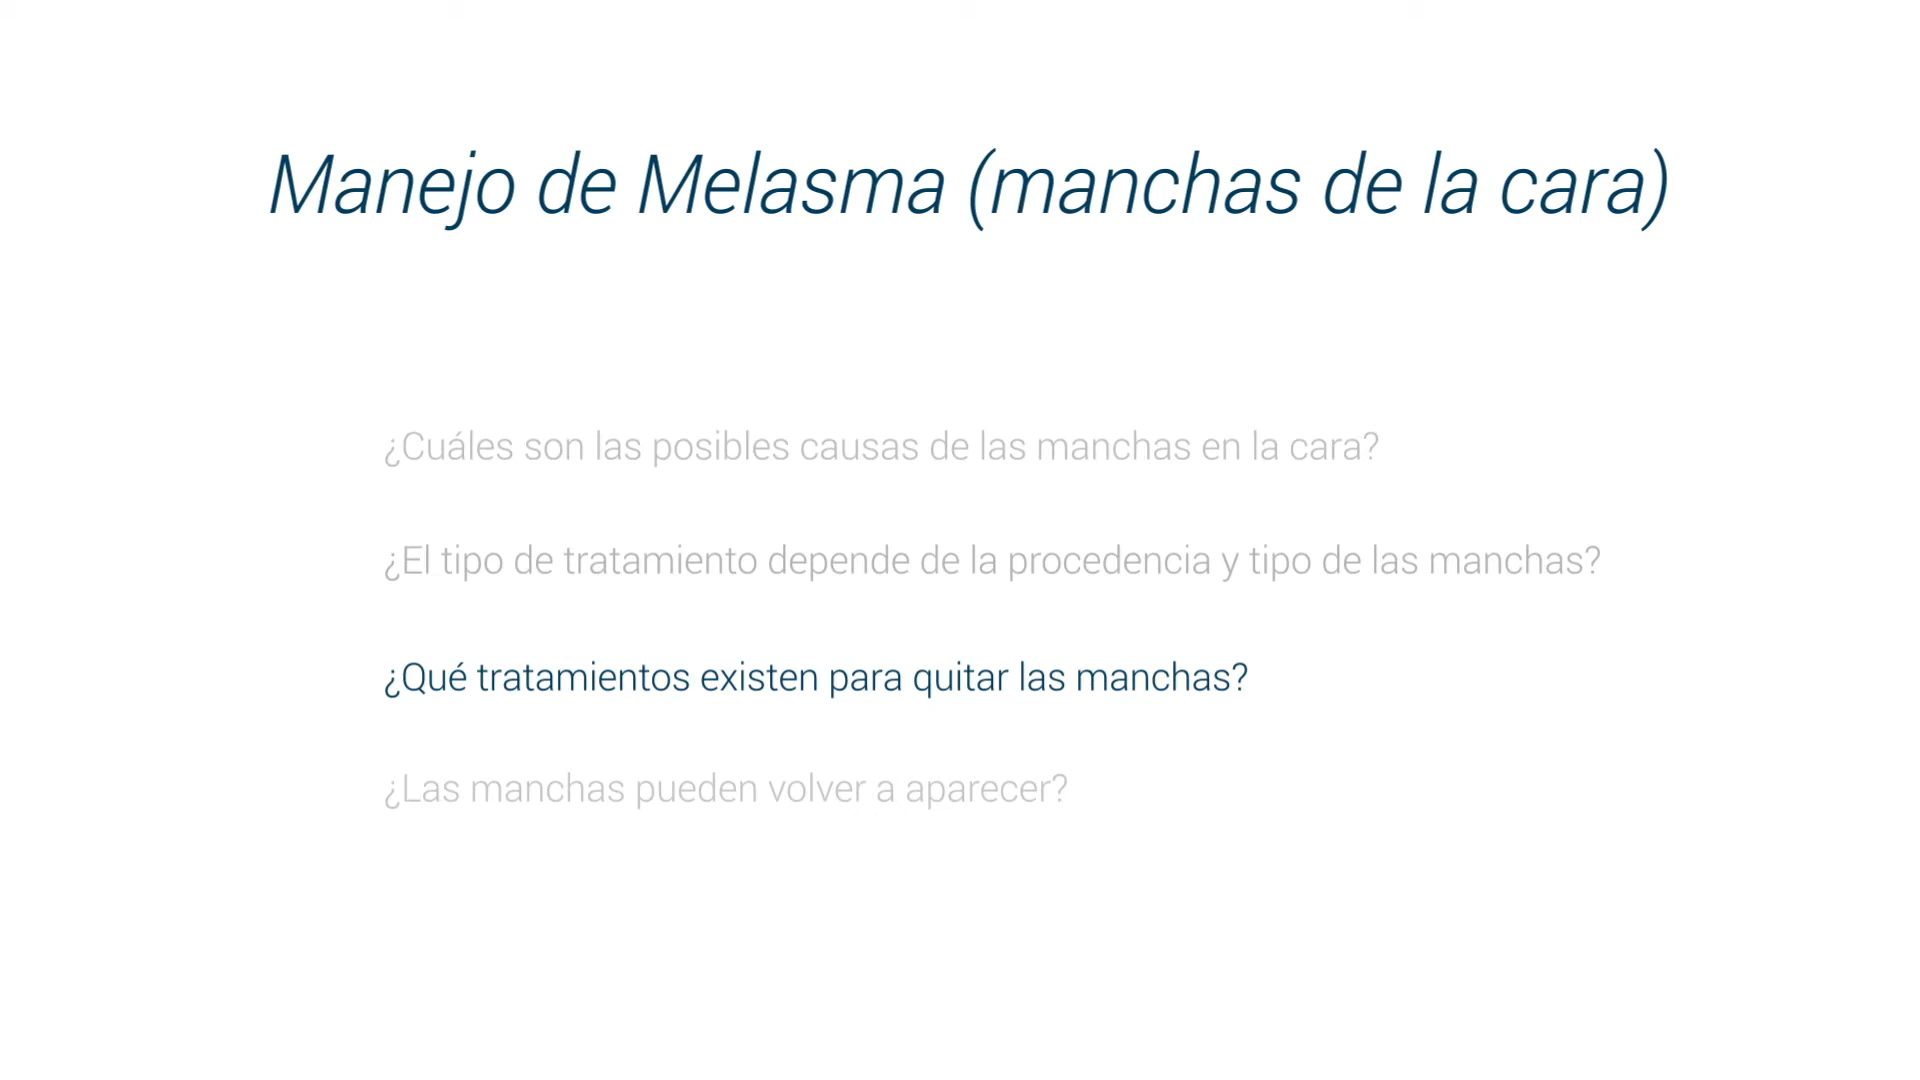 Manejo de Melasma (manchas de la cara)
¿Cuáles son las posibles causas de las manchas en la cara?
¿El tipo de tratamiento depende de la procedencia y tipo de las manchas?
¿Qué tratamientos existen para quitar las manchas?
¿Las manchas pueden volver a aparecer?